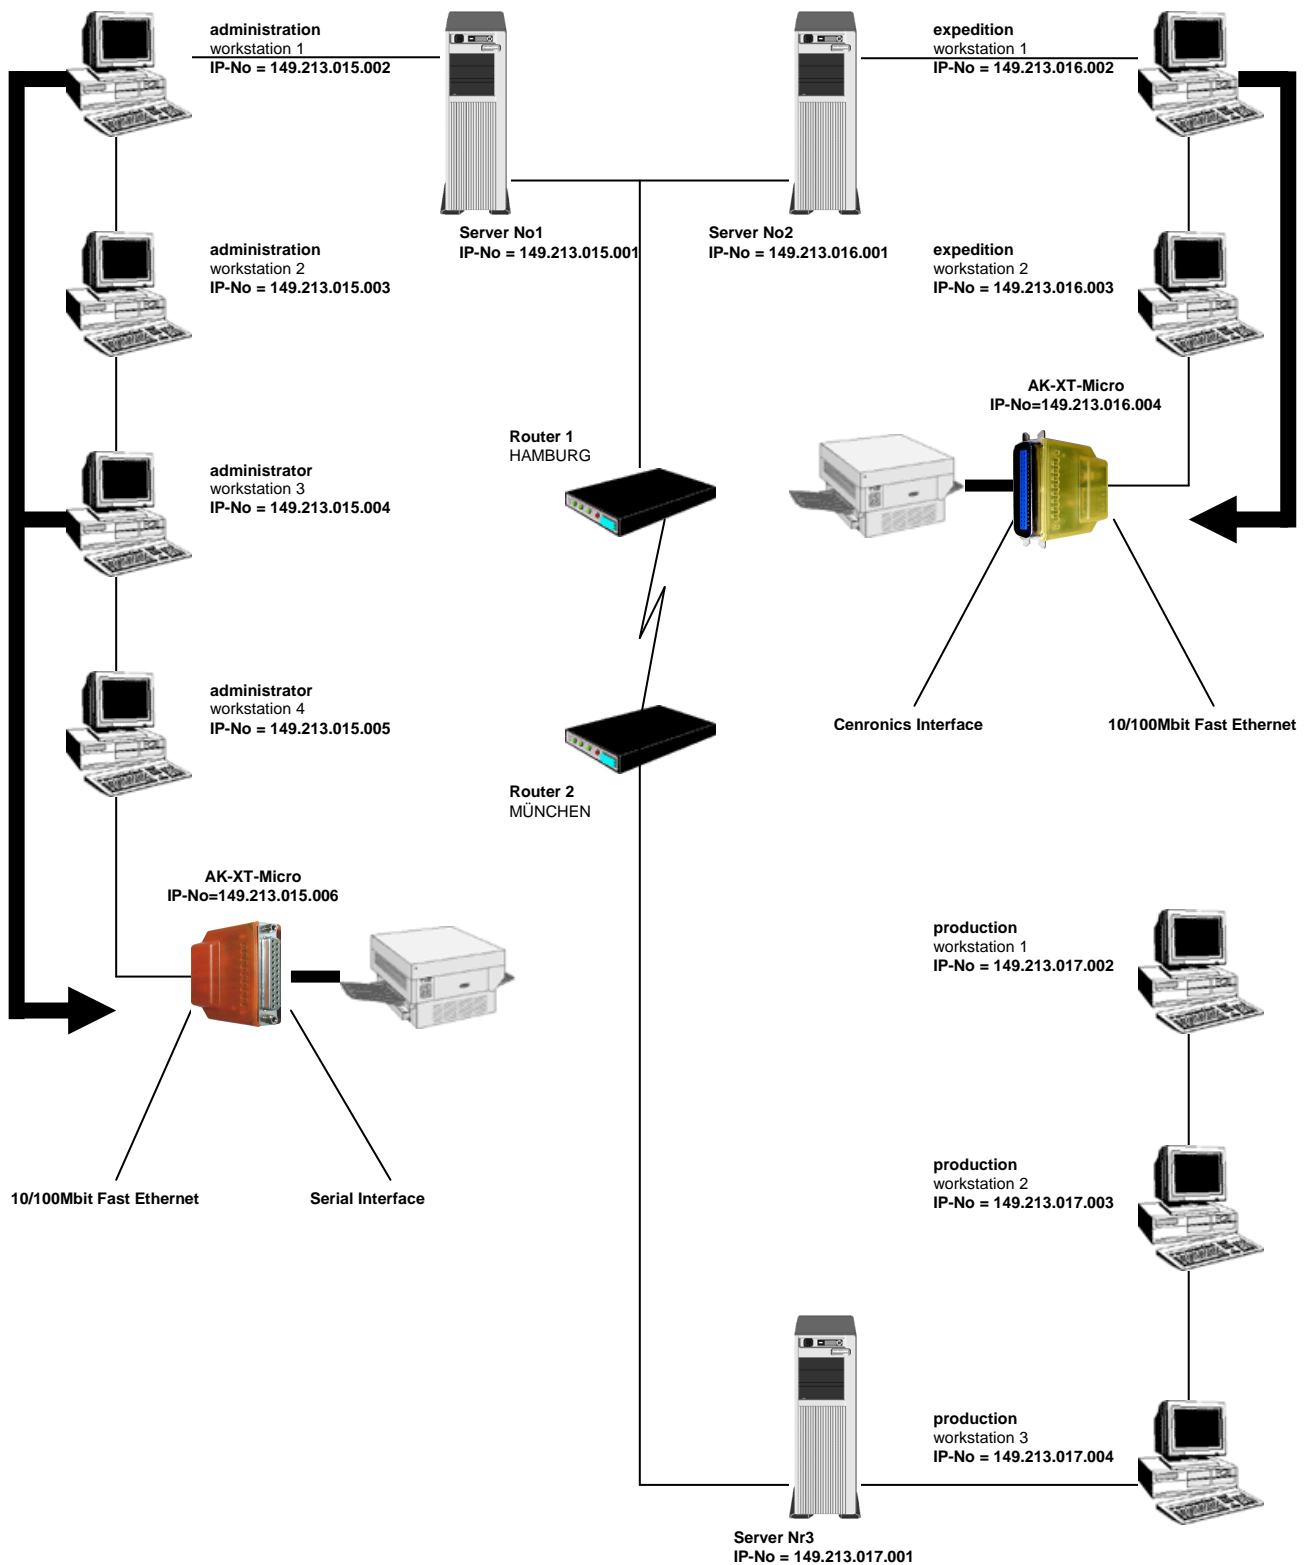 administration
workstation 1
IP-No = 149.213.015.002
expedition
workstation 1
IP-No = 149.213.016.002
Server No1
IP-No = 149.213.015.001
Server No2
IP-No = 149.213.016.001
administration
workstation 2
IP-No = 149.213.015.003
expedition
workstation 2
IP-No = 149.213.016.003
AK-XT-Micro
IP-No=149.213.016.004
Router 1
HAMBURG
administrator
workstation 3
IP-No = 149.213.015.004
administrator
workstation 4
IP-No = 149.213.015.005
Cenronics Interface
10/100Mbit Fast Ethernet
Router 2
MÜNCHEN
AK-XT-Micro
IP-No=149.213.015.006
production
workstation 1
IP-No = 149.213.017.002
10/100Mbit Fast Ethernet
Serial Interface
production
workstation 2
IP-No = 149.213.017.003
production
workstation 3
IP-No = 149.213.017.004
Server Nr3
IP-No = 149.213.017.001